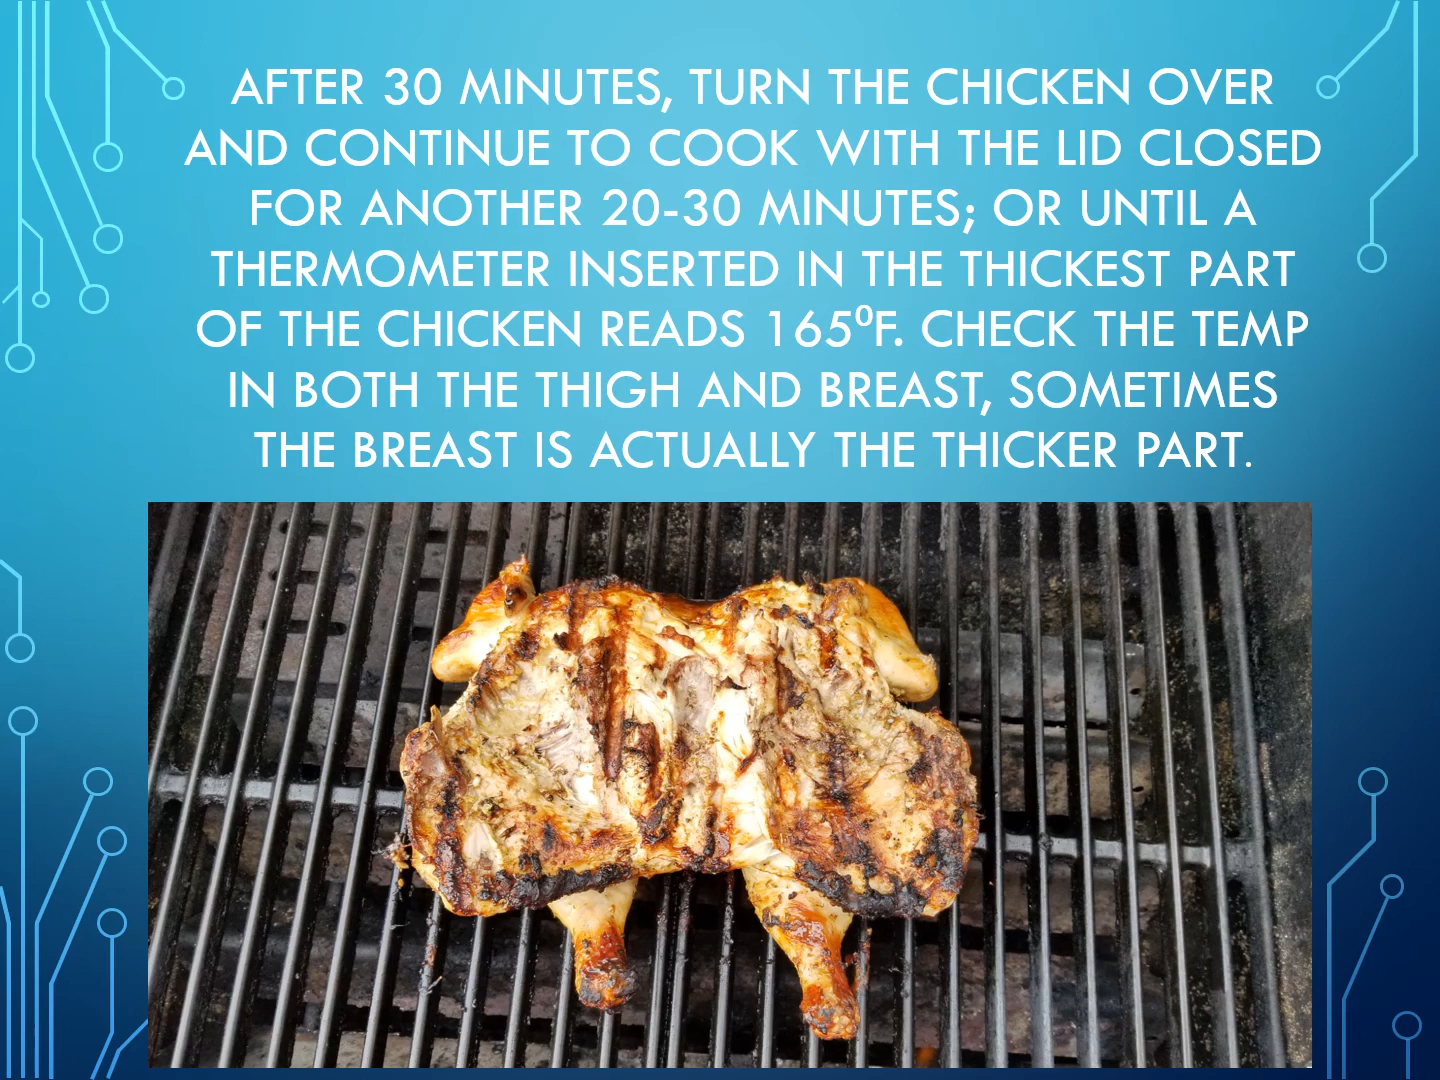 AFTER 30 MINUTES, TURN THE CHICKEN OVER
AND CONTINUE TO COOK WITH THE LID CLOSED
FOR ANOTHER 20-30 MINUTES; OR UNTIL A
THERMOMETER INSERTED IN THE THICKEST PART
OF THE CHICKEN READS 165⁰F. CHECK THE TEMP
IN BOTH THE THIGH AND BREAST, SOMETIMES
THE BREAST IS ACTUALLY THE THICKER PART.